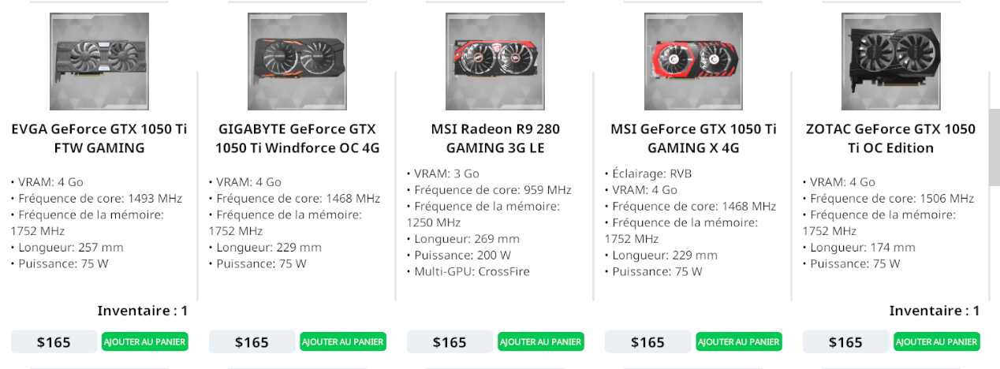 EVGA GeForce GTX 1050 Ti
FTW GAMING
• VRAM: 4 Go
• Fréquence de core: 1493 MHz
• Fréquence de la mémoire:
1752 MHz
• Longueur: 257 mm
• Puissance: 75 W
Inventaire : 1
$165
AJOUTER AU PANIER
GIGABYTE GeForce GTX
1050 Ti Windforce OC 4G
• VRAM: 4 Go
• Fréquence de core: 1468 MHz
• Fréquence de la mémoire:
1752 MHz
• Longueur: 229 mm
• Puissance: 75 W
$165
AJOUTER AU PANIER
MSI Radeon R9 280
GAMING 3G LE
• VRAM: 3 Go
• Fréquence de core: 959 MHz
• Fréquence de la mémoire:
1250 MHz
• Longueur: 269 mm
• Puissance: 200 W
• Multi-GPU: CrossFire
$165
AJOUTER AU PANIER
MSI GeForce GTX 1050 Ti
GAMING X 4G
• Éclairage: RVB
• VRAM: 4 Go
• Fréquence de core: 1468 MHz
• Fréquence de la mémoire:
1752 MHz
• Longueur: 229 mm
• Puissance: 75 W
$165
AJOUTER AU PANIER
ZOTAC GeForce GTX 1050
Ti OC Edition
• VRAM: 4 Go
• Fréquence de core: 1506 MHz
• Fréquence de la mémoire:
1752 MHz
• Longueur: 174 mm
• Puissance: 75 W
Inventaire : 1
$165
AJOUTER AU PANIER